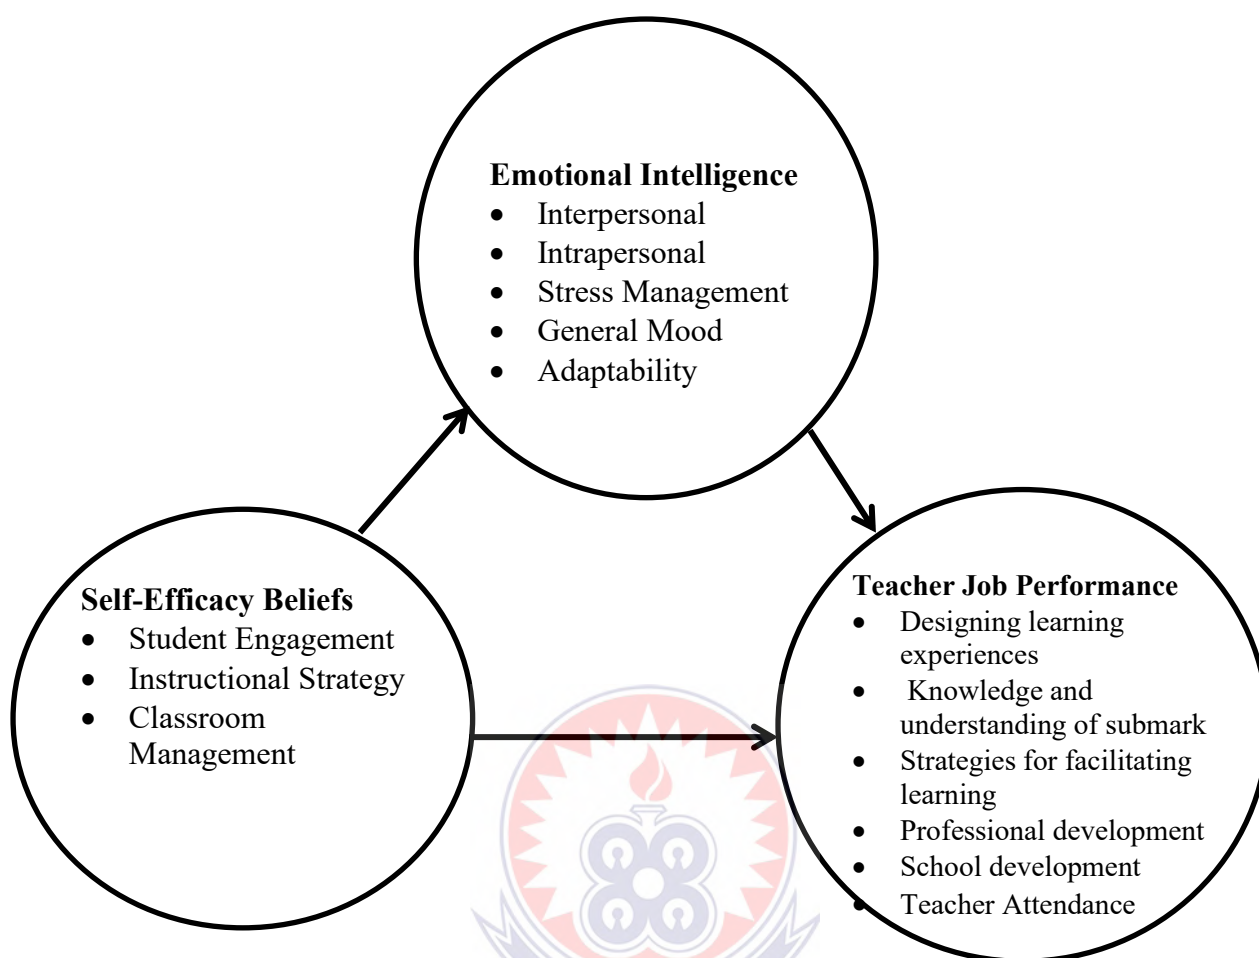 Emotional Intelligence
• Interpersonal
• Intrapersonal
• Stress Management
• General Mood
• Adaptability
Self-Efficacy Beliefs
• Student Engagement
• Instructional Strategy
• Classroom
Management
Teacher Job Performance
• Designing learning
experiences
• Knowledge and
understanding of submark
• Strategies for facilitating
learning
• Professional development
• School development
• Teacher Attendance